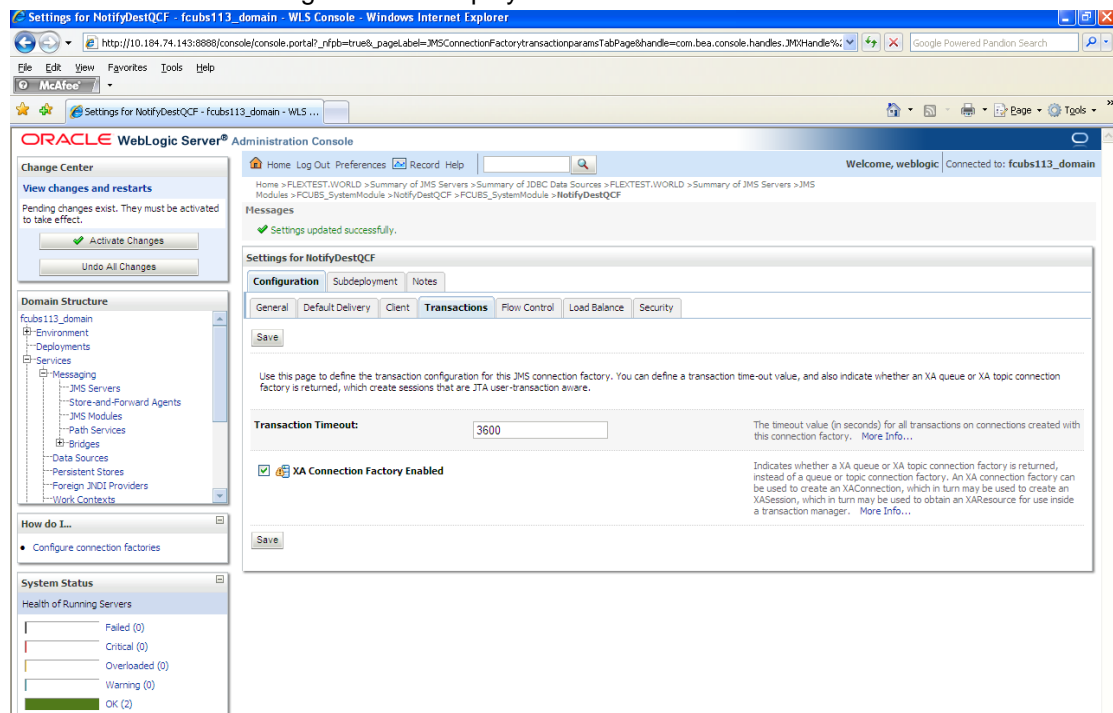 Settings for NotifyDestQCF - fcubs113_domain - WLS Console - Windows Internet Explorer
http://10.184.74.143:8888/console/console.portal?_nfpb=true&_pageLabel=JMSConnectionFactorytransactionparamsTabPage&handle=com.bea.console.handles.JMXHandle%
Google Powered Pandion Search
File Edit View Favorites Tools Help
McAfee
Settings for NotifyDestQCF - fcubs113_domain - WLS ...
Page Tools
ORACLE WebLogic Server® Administration Console
Change Center
View changes and restarts
Pending changes exist. They must be activated
to take effect.
Activate Changes
Undo All Changes
Domain Structure
fcubs113_domain
Environment
Deployments
Services
Messaging
JMS Servers
Store-and-Forward Agents
JMS Modules
Path Services
Bridges
Data Sources
Persistent Stores
Foreign JNDI Providers
Work Contexts
How do I...
Configure connection factories
System Status
Health of Running Servers
Failed (0)
Critical (0)
Overloaded (0)
Warning (0)
OK (2)
Home Log Out Preferences Record Help
Welcome, weblogic Connected to: fcubs113_domain
Home >FLEXTEST.WORLD >Summary of JMS Servers >Summary of JDBC Data Sources >FLEXTEST.WORLD >Summary of JMS Servers >JMS
Modules >FCUBS_SystemModule >NotifyDestQCF >FCUBS_SystemModule >NotifyDestQCF
Messages
Settings updated successfully.
Settings for NotifyDestQCF
Configuration Subdeployment Notes
General Default Delivery Client Transactions Flow Control Load Balance Security
Save
Use this page to define the transaction configuration for this JMS connection factory. You can define a transaction time-out value, and also indicate whether an XA queue or XA topic connection
factory is returned, which create sessions that are JTA user-transaction aware.
Transaction Timeout:
3600
The timeout value (in seconds) for all transactions on connections created with
this connection factory. More Info...
XA Connection Factory Enabled
Indicates whether a XA queue or XA topic connection factory is returned,
instead of a queue or topic connection factory. An XA connection factory can
be used to create an XAConnection, which in turn may be used to create an
XASession, which in turn may be used to obtain an XAResource for use inside
a transaction manager. More Info...
Save